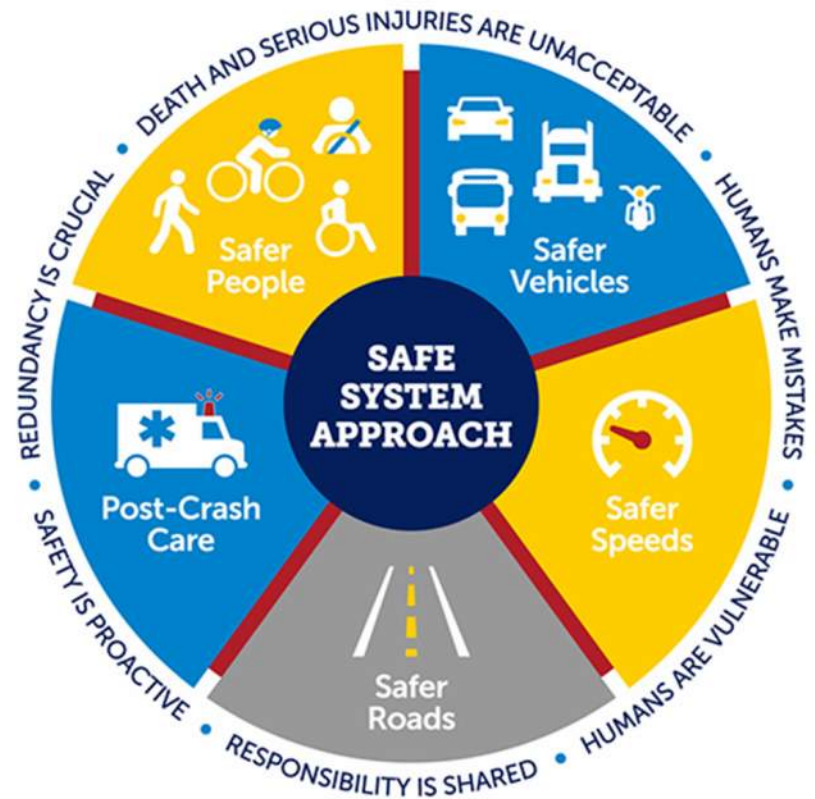 DEATH AND SERIOUS INJURIES ARE UNACCEPTABLE
HUMANS MAKE MISTAKES
HUMANS ARE VULNERABLE
RESPONSIBILITY IS SHARED
SAFETY IS PROACTIVE
REDUNDANCY IS CRUCIAL
Safer
People
Safer
Vehicles
SAFE
SYSTEM
APPROACH
Post-Crash
Care
Safer
Speeds
Safer
Roads